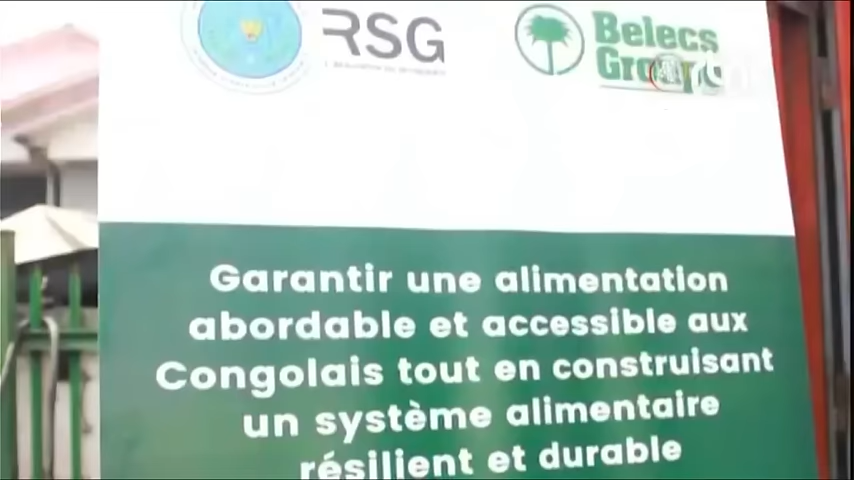 RSG
Belecs
Group
Garantir une alimentation
abordable et accessible aux
Congolais tout en construisant
un système alimentaire
résilient et durable